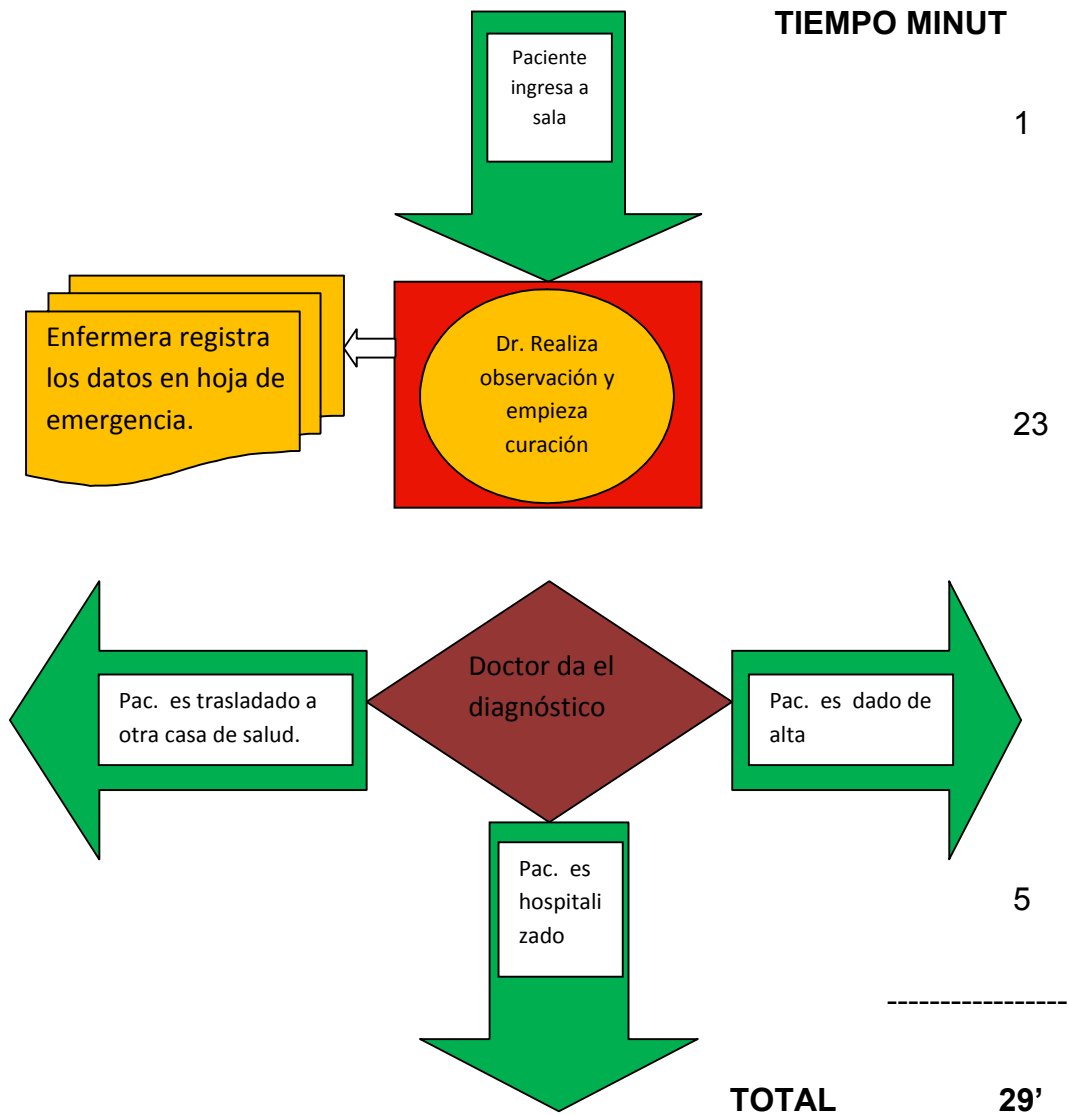 TIEMPO MINUT
Paciente
ingresa a
sala
1
Enfermera registra
los datos en hoja de
emergencia.
Dr. Realiza
observación y
empieza
curación
23
Pac. es trasladado a
otra casa de salud.
Doctor da el
diagnóstico
Pac. es dado de
alta
Pac. es
hospitali
zado
5
-----------------
TOTAL 29’